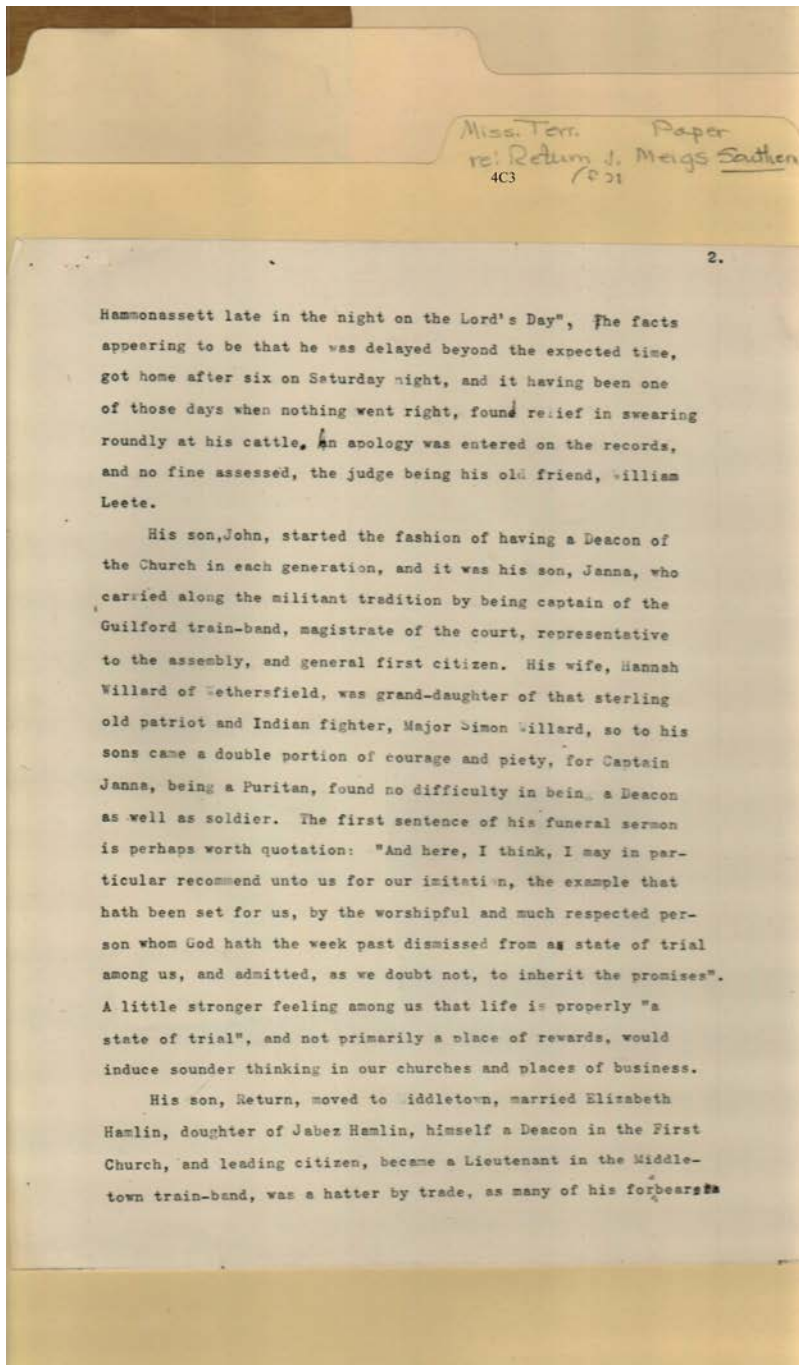 Miss. Terr. Paper
re: Return J. Meigs Southern
4C3
2.
Hammonassett late in the night on the Lord's Day", The facts
appearing to be that he was delayed beyond the expected time,
got home after six on Saturday night, and it having been one
of those days when nothing went right, found relief in swearing
roundly at his cattle. An apology was entered on the records,
and no fine assessed, the judge being his old friend, William
Leete.
His son,John, started the fashion of having a Deacon of
the Church in each generation, and it was his son, Janna, who
carried along the militant tradition by being captain of the
Guilford train-band, magistrate of the court, representative
to the assembly, and general first citizen. His wife, Hannah
Willard of Wethersfield, was grand-daughter of that sterling
old patriot and Indian fighter, Major Simon Willard, so to his
sons came a double portion of courage and piety, for Captain
Janna, being a Puritan, found no difficulty in being a Deacon
as well as soldier. The first sentence of his funeral sermon
is perhaps worth quotation: "And here, I think, I may in par-
ticular recommend unto us for our imitation, the example that
hath been set for us, by the worshipful and much respected per-
son whom God hath the week past dismissed from a state of trial
among us, and admitted, as we doubt not, to inherit the promises".
A little stronger feeling among us that life is properly "a
state of trial", and not primarily a place of rewards, would
induce sounder thinking in our churches and places of business.
His son, Return, moved to Middletown, married Elizabeth
Hamlin, doughter of Jabez Hamlin, himself a Deacon in the First
Church, and leading citizen, became a Lieutenant in the Middle-
town train-band, was a hatter by trade, as many of his forbears